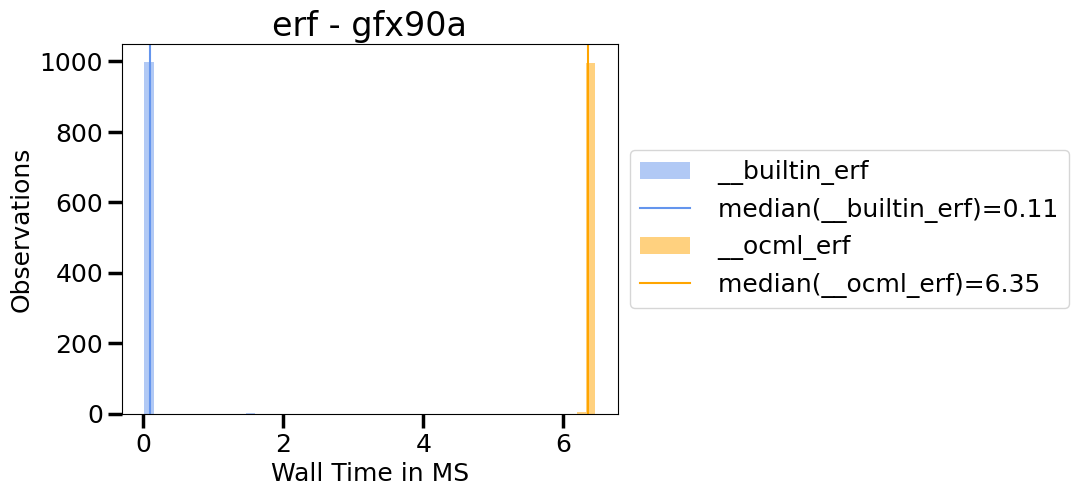 erf - gfx90a
1000
800
600
400
200
0
Observations
0 2 4 6
Wall Time in MS
__builtin_erf
median(__builtin_erf)=0.11
__ocml_erf
median(__ocml_erf)=6.35